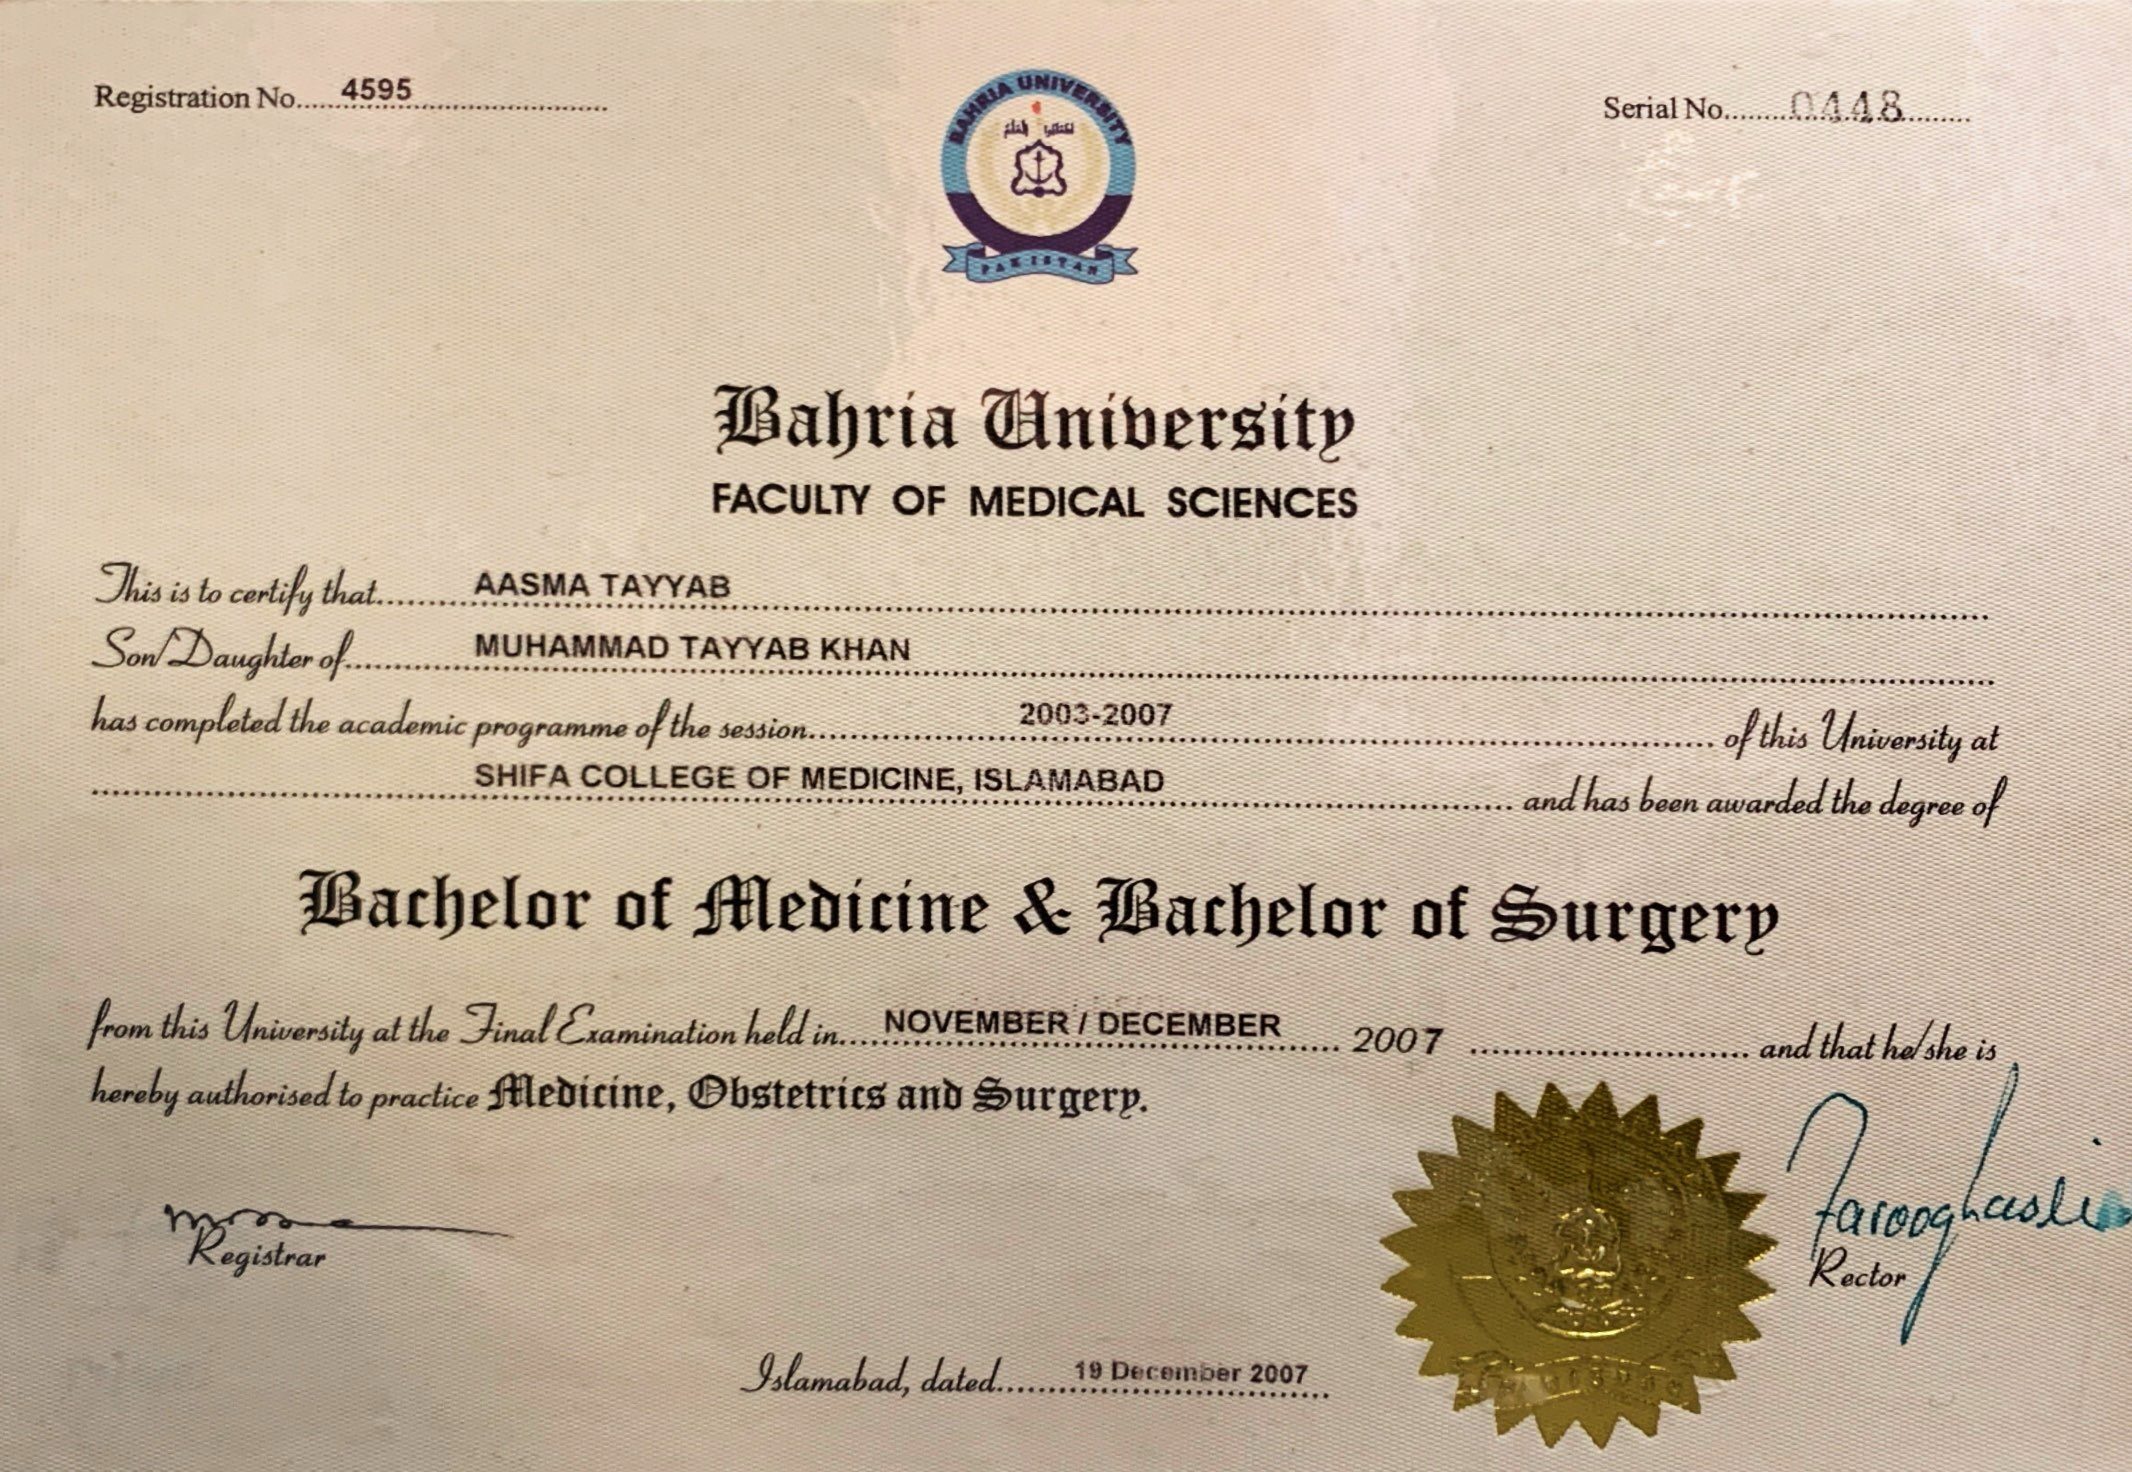 Registration No..... 4595
Serial No..... 0448
BAHRIA UNIVERSITY
PAKISTAN
Bahria University
FACULTY OF MEDICAL SCIENCES
This is to certify that..... AASMA TAYYAB
Son/Daughter of..... MUHAMMAD TAYYAB KHAN
has completed the academic programme of the session..... 2003-2007 ..... of this University at
SHIFA COLLEGE OF MEDICINE, ISLAMABAD ..... and has been awarded the degree of
Bachelor of Medicine & Bachelor of Surgery
from this University at the Final Examination held in..... NOVEMBER / DECEMBER ..... 2007 ..... and that he/she is
hereby authorised to practice Medicine, Obstetrics and Surgery.
Registrar
Rector
Islamabad, dated..... 19 December 2007